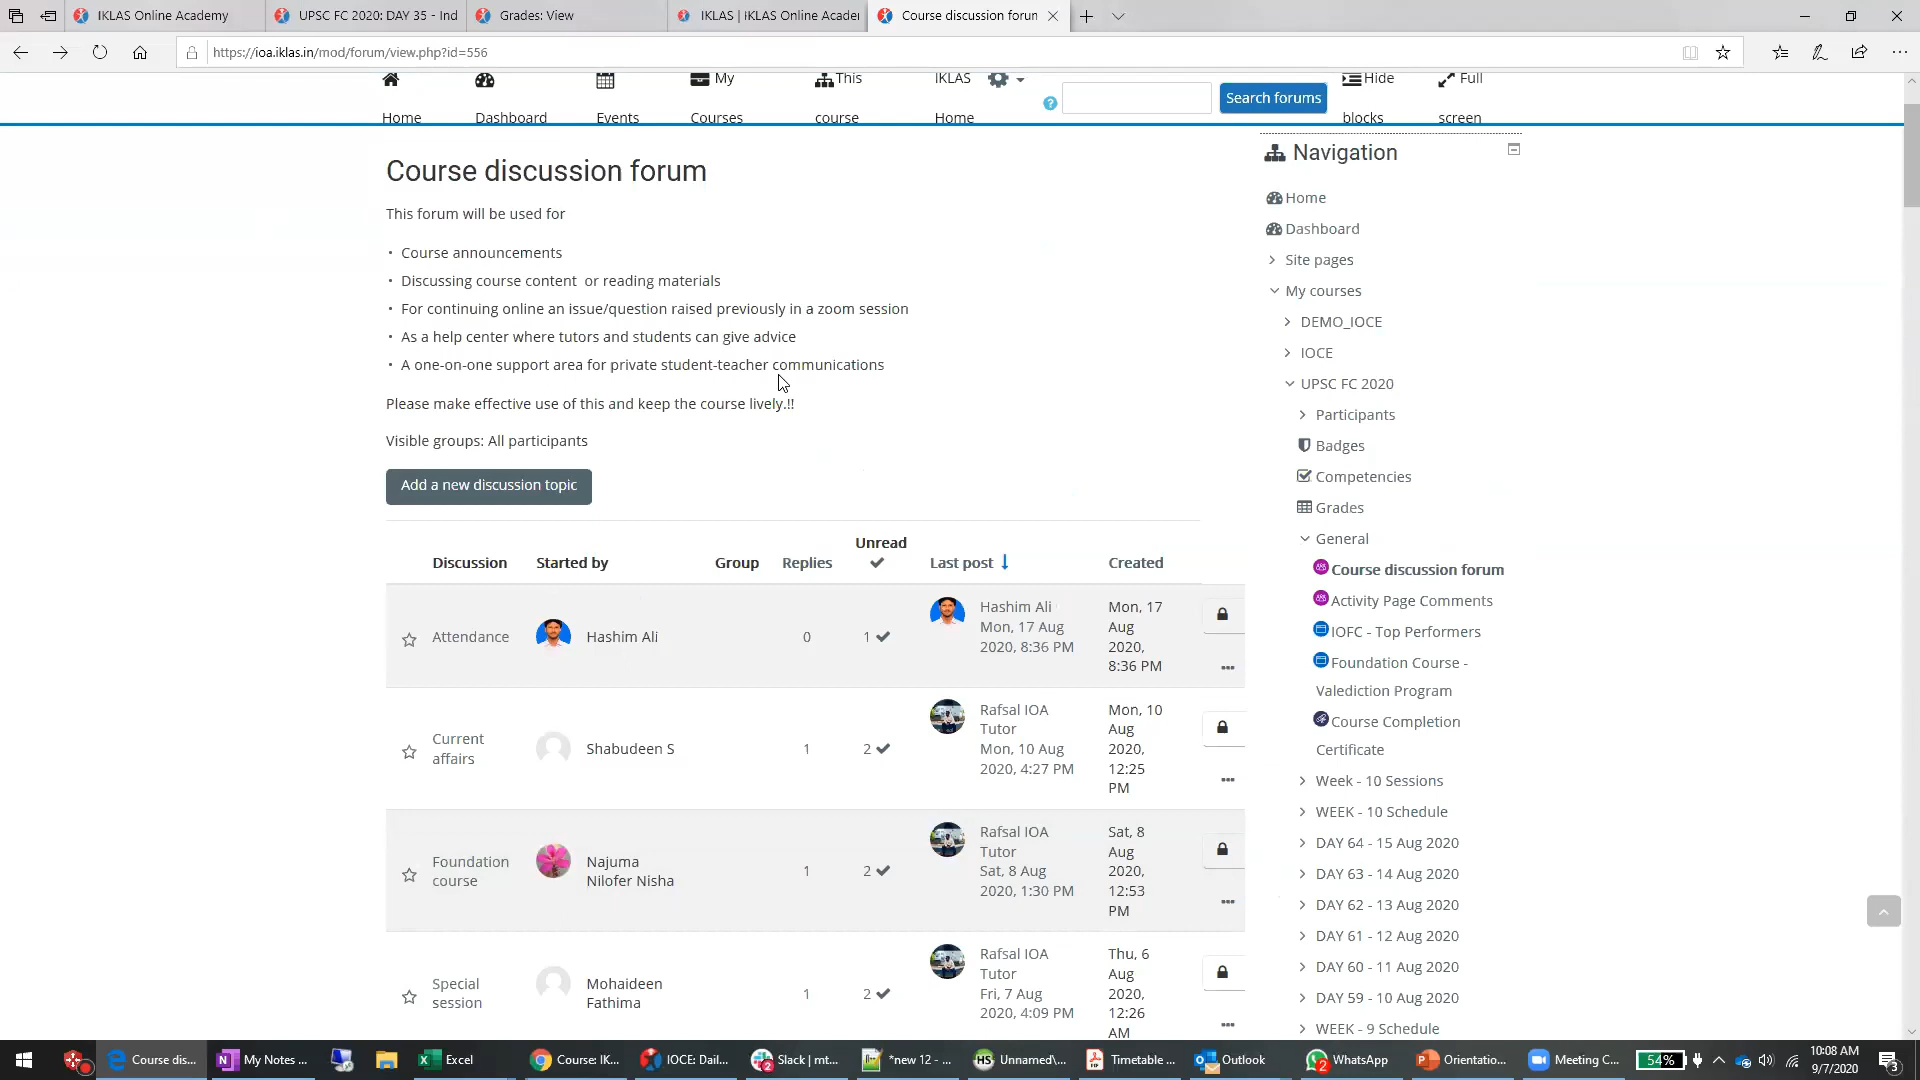 IKLAS Online Academy
UPSC FC 2020: DAY 35 - Ind
Grades: View
IKLAS | IKLAS Online Acader
Course discussion forum
https://ioa.iklas.in/mod/forum/view.php?id=556
Home
Dashboard
Events
My Courses
This course
IKLAS Home
Search forums
Hide blocks
Full screen
Course discussion forum
This forum will be used for
• Course announcements
• Discussing course content or reading materials
• For continuing online an issue/question raised previously in a zoom session
• As a help center where tutors and students can give advice
• A one-on-one support area for private student-teacher communications
Please make effective use of this and keep the course lively.!!
Visible groups: All participants
Add a new discussion topic
Discussion Started by Group Replies Unread Last post Created
Attendance
Hashim Ali
0
1
Hashim Ali
Mon, 17 Aug
2020, 8:36 PM
Mon, 17
Aug
2020,
8:36 PM
Current
affairs
Shabudeen S
1
2
Rafsal IOA
Tutor
Mon, 10 Aug
2020, 4:27 PM
Mon, 10
Aug
2020,
12:25
PM
Foundation
course
Najuma
Nilofer Nisha
1
2
Rafsal IOA
Tutor
Sat, 8 Aug
2020, 1:30 PM
Sat, 8
Aug
2020,
12:53
PM
Special
session
Mohaideen
Fathima
1
2
Rafsal IOA
Tutor
Fri, 7 Aug
2020, 4:09 PM
Thu, 6
Aug
2020,
12:26
AM
Navigation
Home
Dashboard
Site pages
My courses
DEMO_IOCE
IOCE
UPSC FC 2020
Participants
Badges
Competencies
Grades
General
Course discussion forum
Activity Page Comments
IOFC - Top Performers
Foundation Course -
Valediction Program
Course Completion
Certificate
Week - 10 Sessions
WEEK - 10 Schedule
DAY 64 - 15 Aug 2020
DAY 63 - 14 Aug 2020
DAY 62 - 13 Aug 2020
DAY 61 - 12 Aug 2020
DAY 60 - 11 Aug 2020
DAY 59 - 10 Aug 2020
WEEK - 9 Schedule
Course dis...
My Notes ...
Excel
Course: IK...
IOCE: Dail...
Slack | mt...
*new 12 - ...
Unnamed\...
Timetable ...
Outlook
WhatsApp
Orientatio...
Meeting C...
54%
10:08 AM
9/7/2020
3